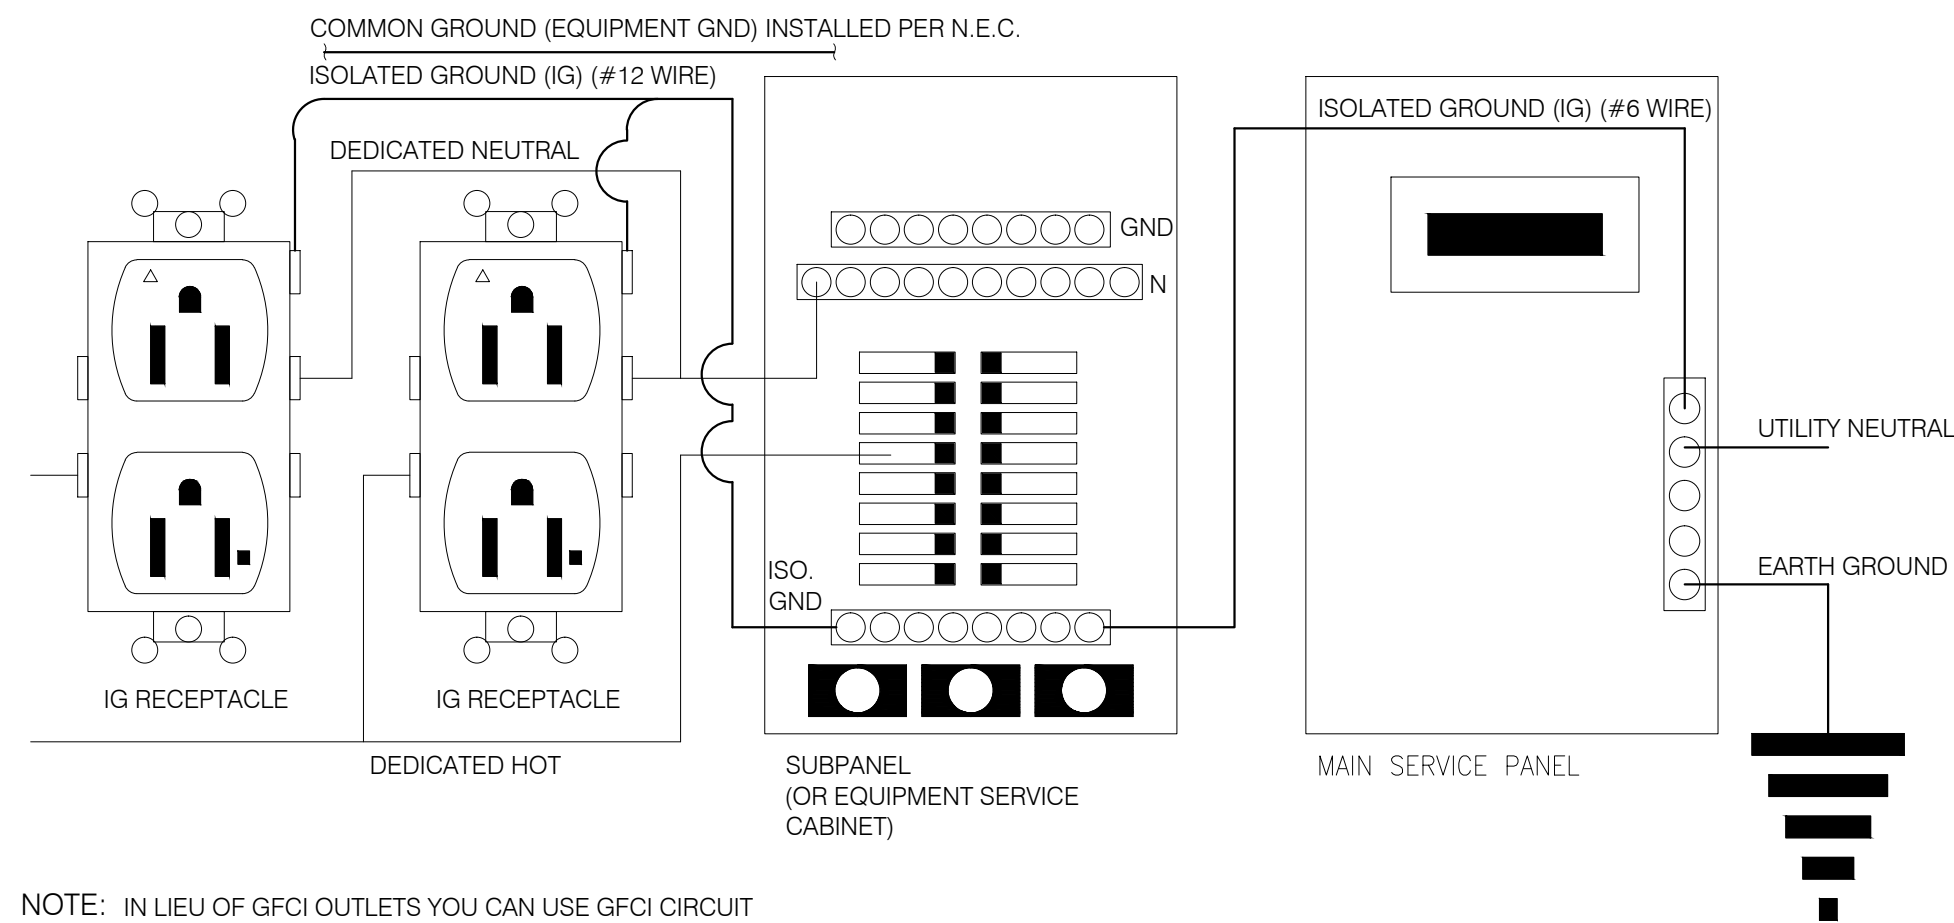 COMMON GROUND (EQUIPMENT GND) INSTALLED PER N.E.C.
ISOLATED GROUND (IG) (#12 WIRE)
DEDICATED NEUTRAL
ISOLATED GROUND (IG) (#6 WIRE)
GND
N
UTILITY NEUTRAL
EARTH GROUND
ISO.
GND
IG RECEPTACLE
IG RECEPTACLE
DEDICATED HOT
SUBPANEL
(OR EQUIPMENT SERVICE
CABINET)
MAIN SERVICE PANEL
NOTE: IN LIEU OF GFCI OUTLETS YOU CAN USE GFCI CIRCUIT